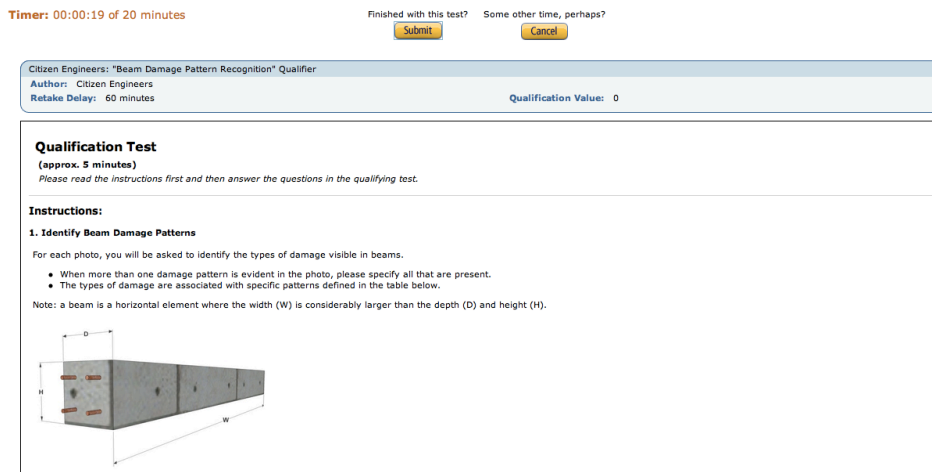 Timer: 00:00:19 of 20 minutes
Finished with this test? Some other time, perhaps?
Submit Cancel
Citizen Engineers: "Beam Damage Pattern Recognition" Qualifier
Author: Citizen Engineers
Retake Delay: 60 minutes Qualification Value: 0
Qualification Test
(approx. 5 minutes)
Please read the instructions first and then answer the questions in the qualifying test.
Instructions:
1. Identify Beam Damage Patterns
For each photo, you will be asked to identify the types of damage visible in beams.
• When more than one damage pattern is evident in the photo, please specify all that are present.
• The types of damage are associated with specific patterns defined in the table below.
Note: a beam is a horizontal element where the width (W) is considerably larger than the depth (D) and height (H).
D
H
W